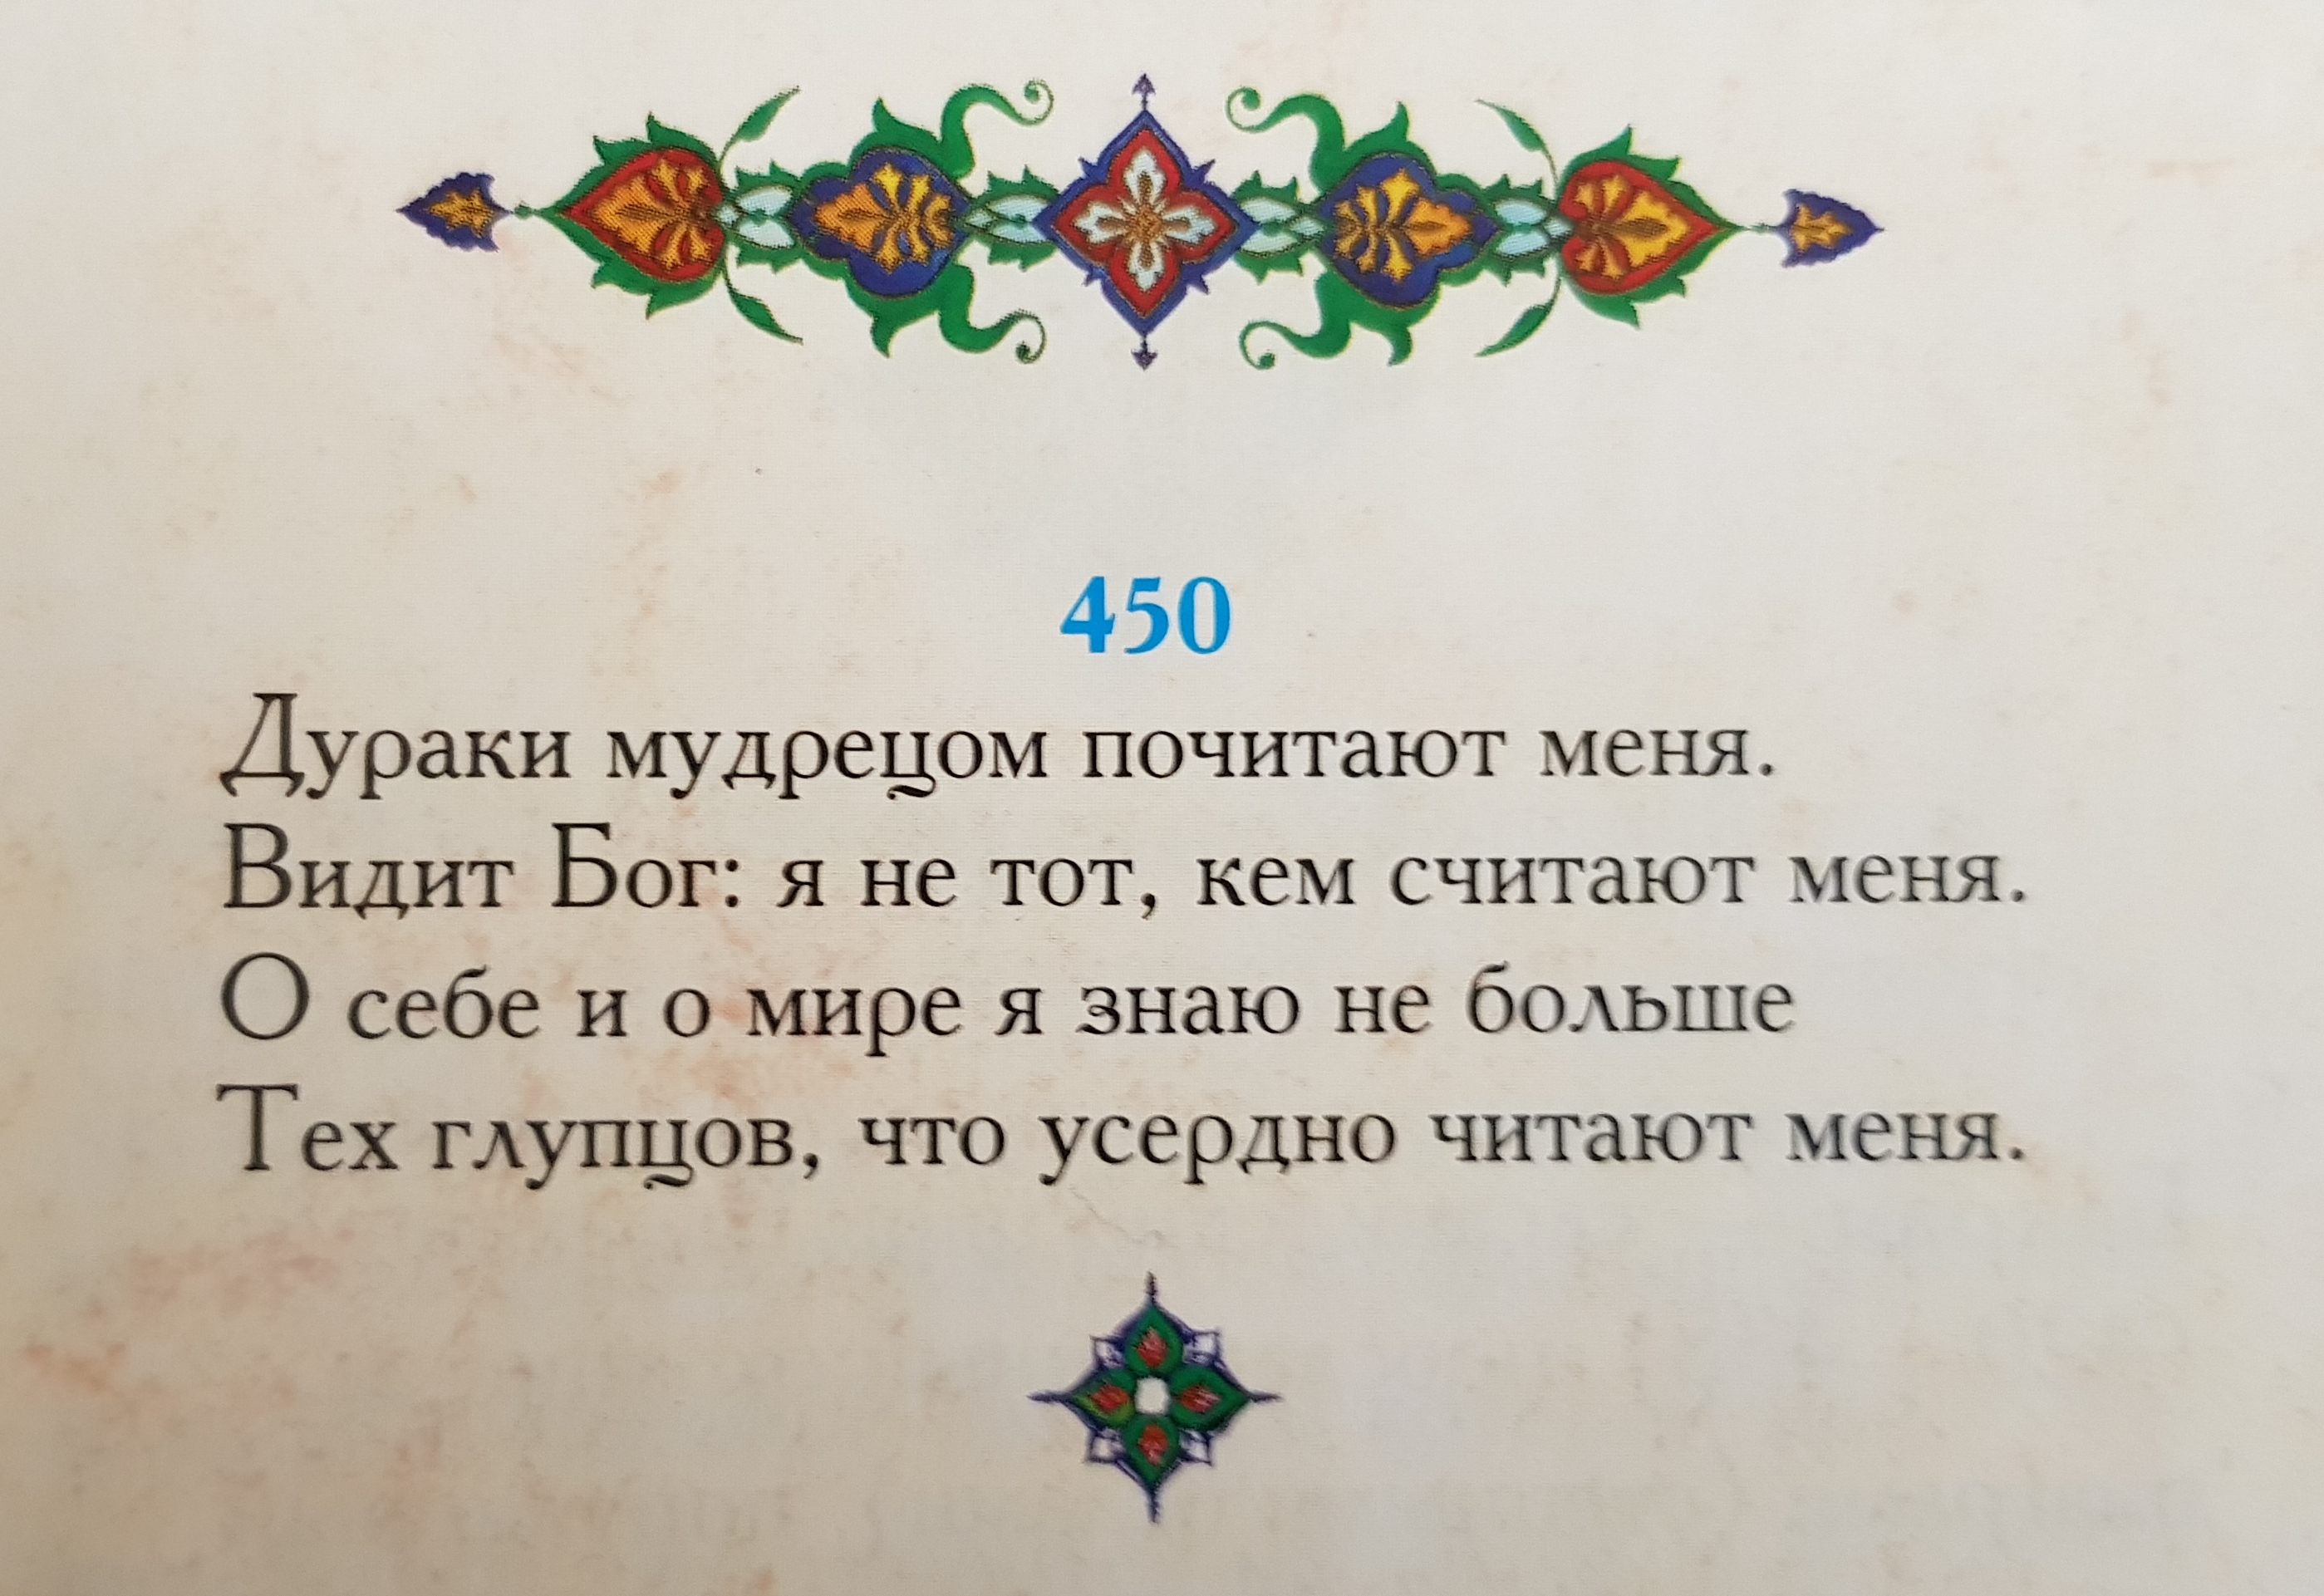 450
Дураки мудрецом почитают меня.
Видит Бог: я не тот, кем считают меня.
О себе и о мире я знаю не больше
Тех глупцов, что усердно читают меня.